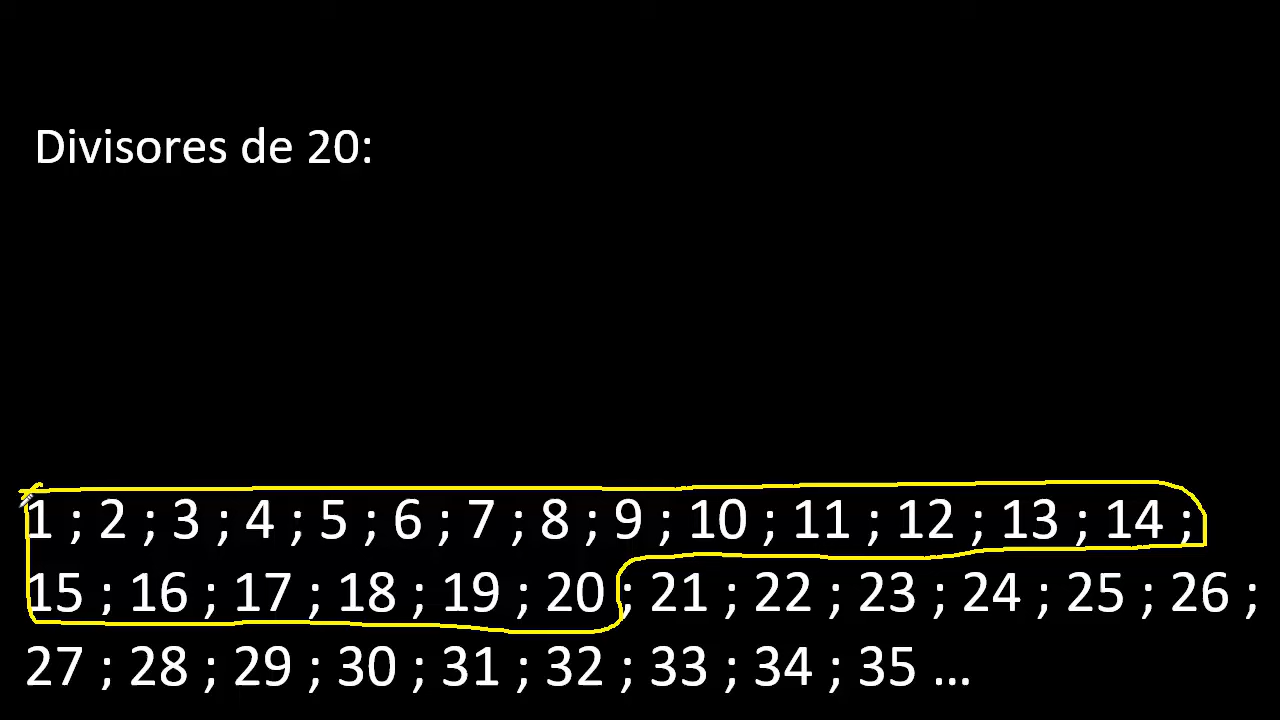 Divisores de 20:
1 ; 2 ; 3 ; 4 ; 5 ; 6 ; 7 ; 8 ; 9 ; 10 ; 11 ; 12 ; 13 ; 14 ;
15 ; 16 ; 17 ; 18 ; 19 ; 20 ; 21 ; 22 ; 23 ; 24 ; 25 ; 26 ;
27 ; 28 ; 29 ; 30 ; 31 ; 32 ; 33 ; 34 ; 35 ...